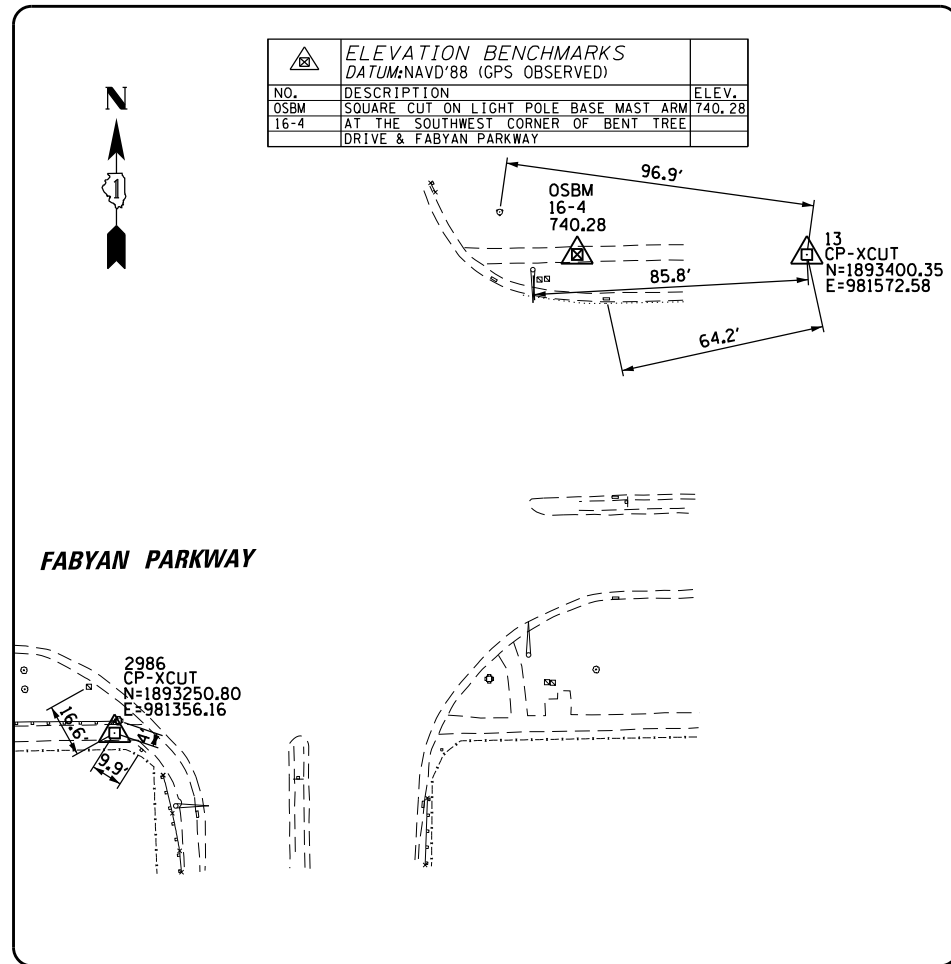 ELEVATION BENCHMARKS
DATUM:NAVD'88 (GPS OBSERVED)
NO. DESCRIPTION ELEV.
OSBM SQUARE CUT ON LIGHT POLE BASE MAST ARM 740.28
16-4 AT THE SOUTHWEST CORNER OF BENT TREE
DRIVE & FABYAN PARKWAY
N
1
96.9'
OSBM
16-4
740.28
13
CP-XCUT
N=1893400.35
E=981572.58
85.8'
64.2'
FABYAN PARKWAY
2986
CP-XCUT
N=1893250.80
E=981356.16
16.6'
9.9'